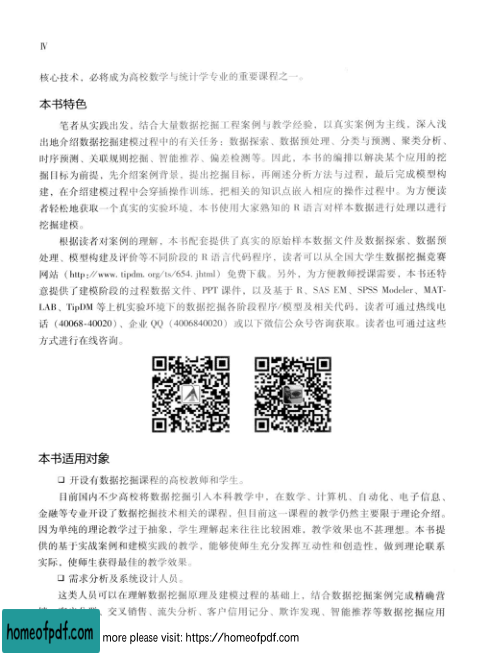 IV
核心技术，必将成为高校数学与统计学专业的重要课程之一。
本书特色
笔者从实践出发，结合大量数据挖掘工程案例与教学经验，以真实案例为主线，深入浅
出地介绍数据挖掘建模过程中的有关任务：数据探索、数据预处理、分类与预测、聚类分析、
时序预测、关联规则挖掘、智能推荐、偏差检测等。因此，本书的编排以解决某个应用的挖
掘目标为前提，先介绍案例背景、提出挖掘目标，再阐述分析方法与过程，最后完成模型构
建，在介绍建模过程中会穿插操作训练，把相关的知识点嵌入相应的操作过程中。为方便读
者轻松地获取一个真实的实验环境，本书使用大家熟知的 R 语言对样本数据进行处理以进行
挖掘建模。
根据读者对案例的理解，本书配套提供了真实的原始样本数据文件及数据探索、数据预
处理、模型构建及评价等不同阶段的 R 语言代码程序，读者可以从全国大学生数据挖掘竞赛
网站（http://www.tipdm.org/ts/654.jhtml）免费下载。另外，为方便教师授课需要，本书还特
意提供了建模阶段的过程数据文件、PPT 课件，以及基于 R、SAS EM、SPSS Modeler、MAT-
LAB、TipDM 等上机实验环境下的数据挖掘各阶段程序/模型及相关代码，读者可通过热线电
话（40068-40020）、企业 QQ（4006840020）或以下微信公众号咨询获取。读者也可通过这些
方式进行在线咨询。
本书适用对象
❑ 开设有数据挖掘课程的高校教师和学生。
目前国内不少高校将数据挖掘引入本科教学中，在数学、计算机、自动化、电子信息、
金融等专业开设了数据挖掘技术相关的课程，但目前这一课程的教学仍然主要限于理论介绍。
因为单纯的理论教学过于抽象，学生理解起来往往比较困难，教学效果也不甚理想。本书提
供的基于实战案例和建模实践的教学，能够使师生充分发挥互动性和创造性，做到理论联系
实际，使师生获得最佳的教学效果。
❑ 需求分析及系统设计人员。
这类人员可以在理解数据挖掘原理及建模过程的基础上，结合数据挖掘案例完成精确营
、交叉销售、流失分析、客户信用记分、欺诈发现、智能推荐等数据挖掘应用
homeofpdf.com more please visit: https://homeofpdf.com